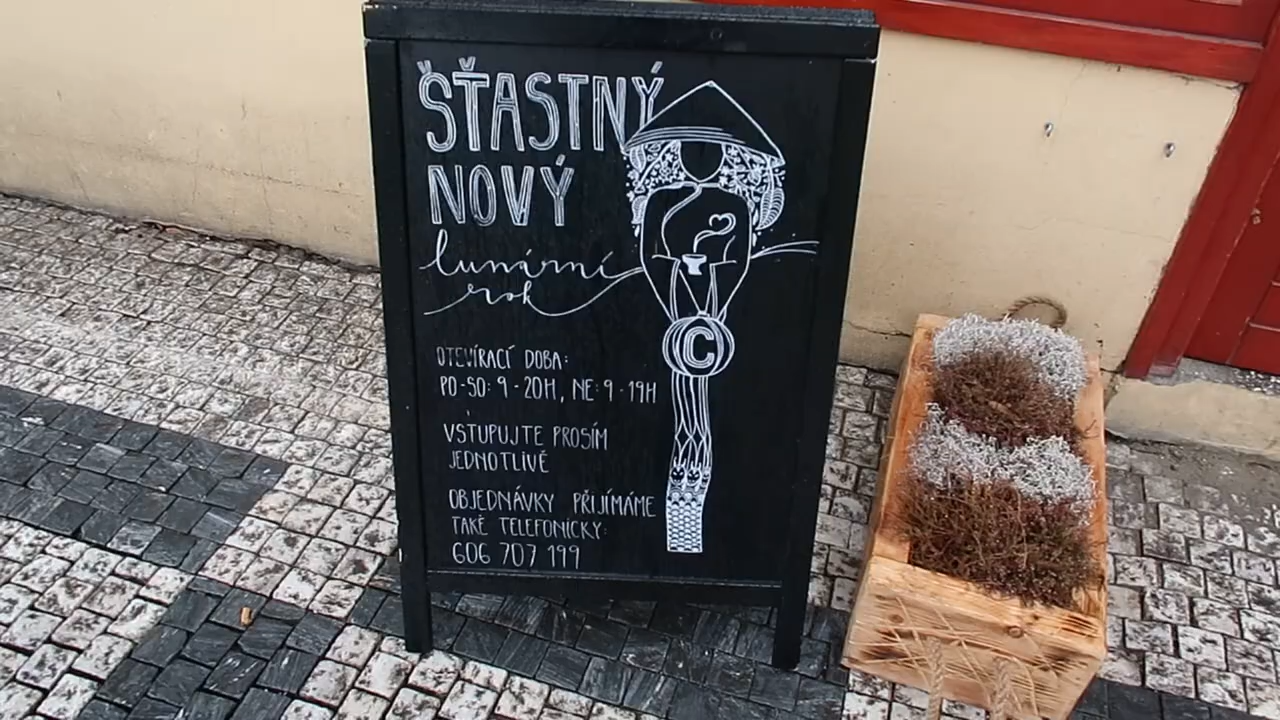 ŠŤASTNÝ
NOVÝ
lunární
rok
C
OTEVÍRACÍ DOBA:
PO-SO: 9-20H, NE: 9-19H
VSTUPUJTE PROSÍM
JEDNOTLIVĚ
OBJEDNÁVKY PŘIJÍMÁME
TAKÉ TELEFONICKY:
606 707 199